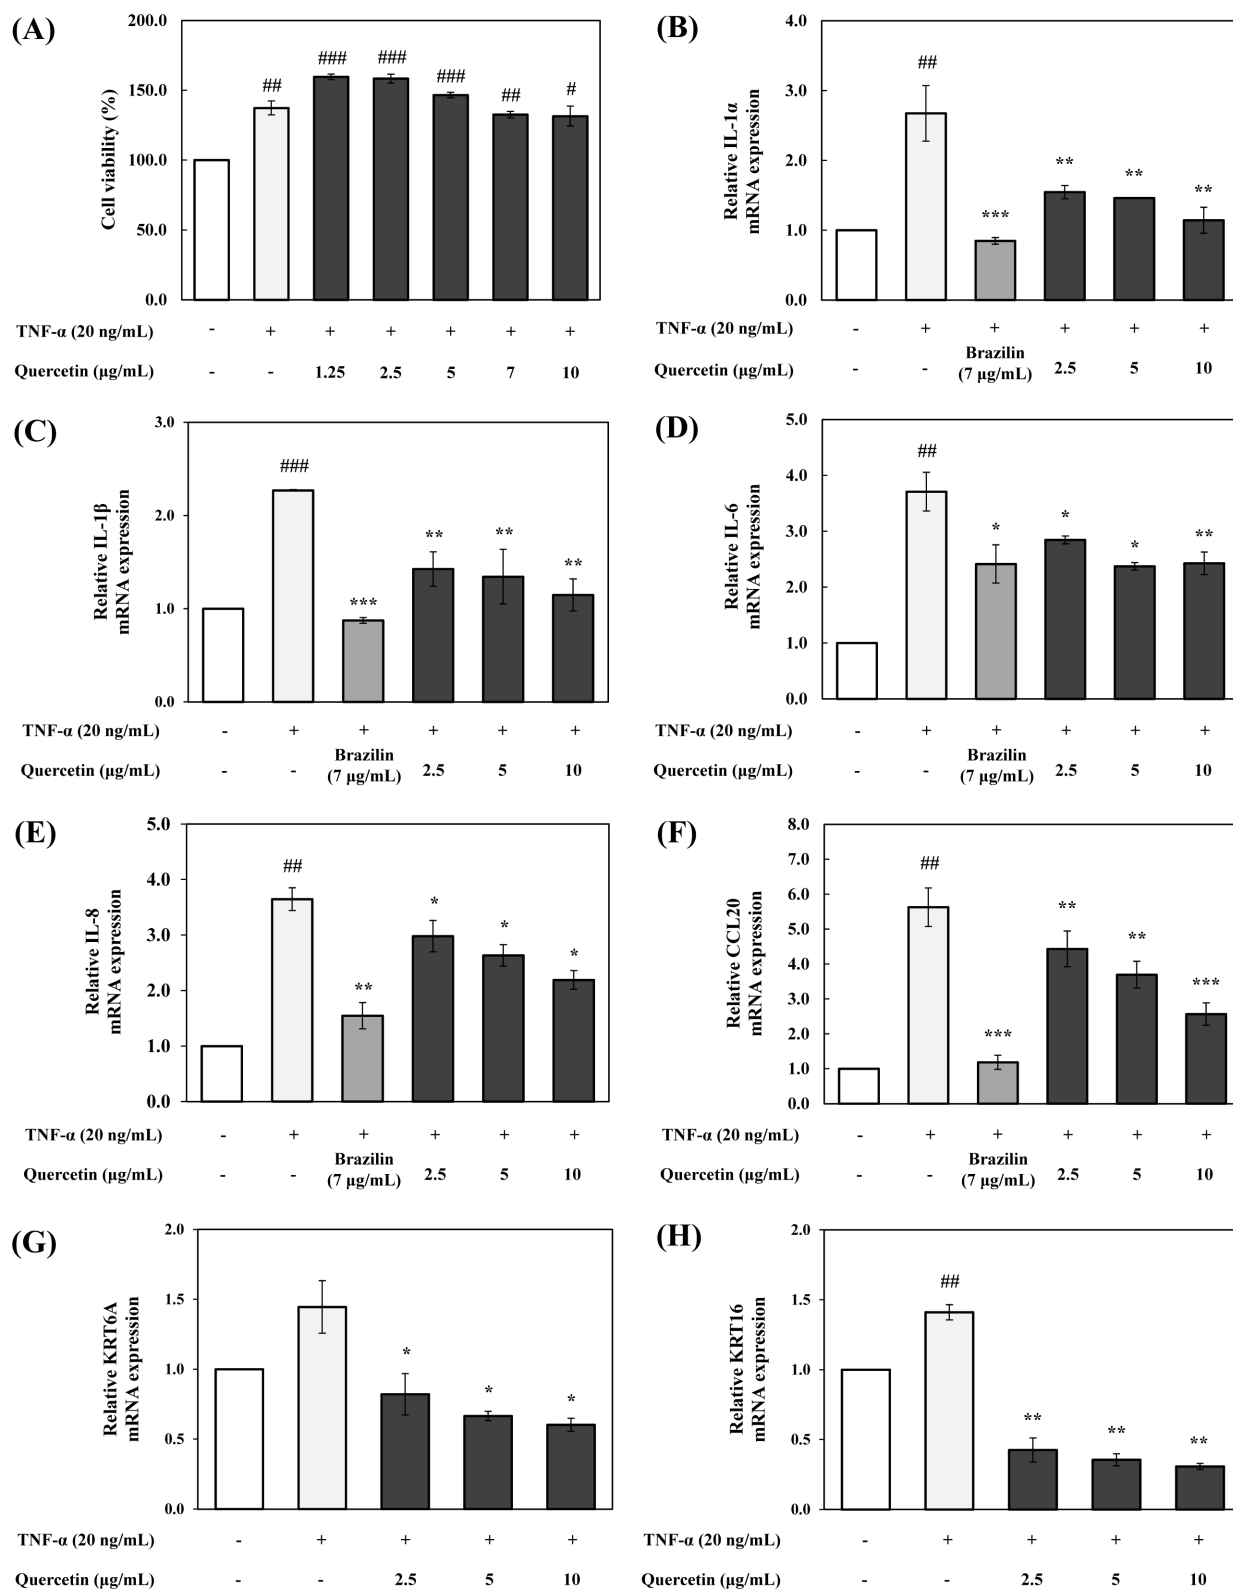 (A)
Cell viability (%)
200.0
150.0
100.0
50.0
0.0
## ### ### ### ## #
TNF-α (20 ng/mL) - + + + + + +
Quercetin (μg/mL) - - 1.25 2.5 5 7 10
(B)
Relative IL-1α
mRNA expression
4.0
3.0
2.0
1.0
0.0
## *** ** ** **
TNF-α (20 ng/mL) - + + + + +
Quercetin (μg/mL) - - Brazilin
(7 μg/mL) 2.5 5 10
(C)
Relative IL-1β
mRNA expression
3.0
2.0
1.0
0.0
### *** ** ** **
TNF-α (20 ng/mL) - + + + + +
Quercetin (μg/mL) - - Brazilin
(7 μg/mL) 2.5 5 10
(D)
Relative IL-6
mRNA expression
5.0
4.0
3.0
2.0
1.0
0.0
## * * * **
TNF-α (20 ng/mL) - + + + + +
Quercetin (μg/mL) - - Brazilin
(7 μg/mL) 2.5 5 10
(E)
Relative IL-8
mRNA expression
5.0
4.0
3.0
2.0
1.0
0.0
## ** * * *
TNF-α (20 ng/mL) - + + + + +
Quercetin (μg/mL) - - Brazilin
(7 μg/mL) 2.5 5 10
(F)
Relative CCL20
mRNA expression
8.0
7.0
6.0
5.0
4.0
3.0
2.0
1.0
0.0
## *** ** ** ***
TNF-α (20 ng/mL) - + + + + +
Quercetin (μg/mL) - - Brazilin
(7 μg/mL) 2.5 5 10
(G)
Relative KRT6A
mRNA expression
2.0
1.5
1.0
0.5
0.0
* * *
TNF-α (20 ng/mL) - + + + +
Quercetin (μg/mL) - - 2.5 5 10
(H)
Relative KRT16
mRNA expression
2.0
1.5
1.0
0.5
0.0
## ** ** **
TNF-α (20 ng/mL) - + + + +
Quercetin (μg/mL) - - 2.5 5 10